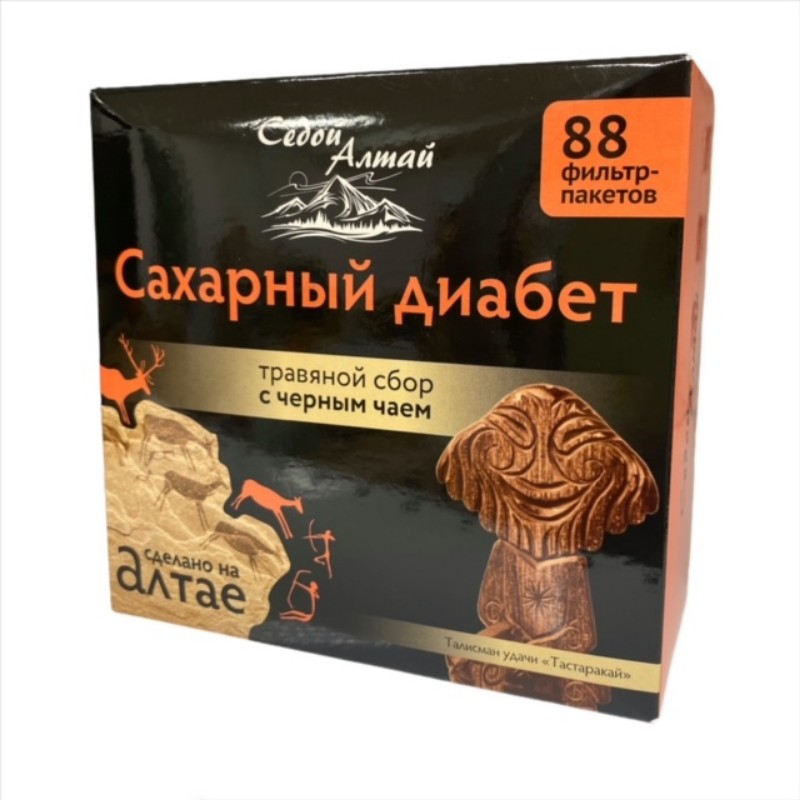 Седой
Алтай
88
фильтр-
пакетов
Сахарный диабет
травяной сбор
с черным чаем
сделано на
алтае
Талисман удачи «Тастаракай»